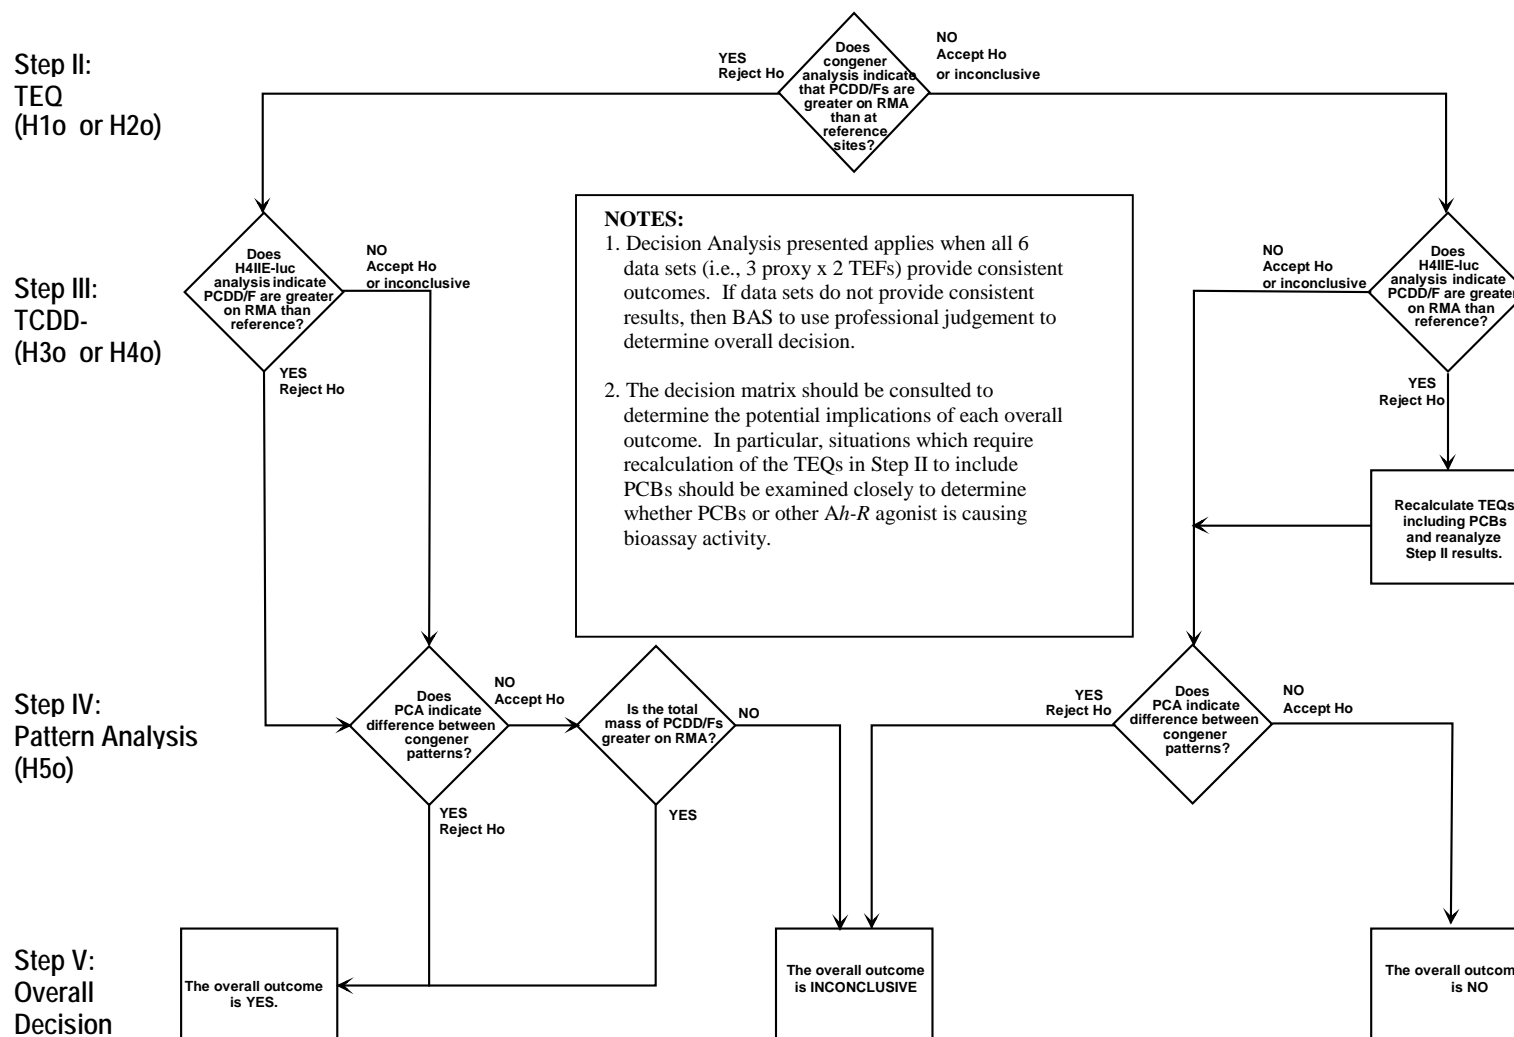 Step II:
TEQ
(H1o or H2o)
YES
Reject Ho
Does
congener
analysis indicate
that PCDD/Fs are
greater on RMA
than at
reference
sites?
NO
Accept Ho
or inconclusive
Step III:
TCDD-
(H3o or H4o)
Does
H4IIE-luc
analysis indicate
PCDD/F are greater
on RMA than
reference?
NO
Accept Ho
or inconclusive
YES
Reject Ho
NOTES:
1. Decision Analysis presented applies when all 6
data sets (i.e., 3 proxy x 2 TEFs) provide consistent
outcomes. If data sets do not provide consistent
results, then BAS to use professional judgement to
determine overall decision.
2. The decision matrix should be consulted to
determine the potential implications of each overall
outcome. In particular, situations which require
recalculation of the TEQs in Step II to include
PCBs should be examined closely to determine
whether PCBs or other Ah-R agonist is causing
bioassay activity.
NO
Accept Ho
or inconclusive
Does
H4IIE-luc
analysis indicate
PCDD/F are greater
on RMA than
reference?
YES
Reject Ho
Recalculate TEQs
including PCBs
and reanalyze
Step II results.
Step IV:
Pattern Analysis
(H5o)
Does
PCA indicate
difference between
congener
patterns?
NO
Accept Ho
YES
Reject Ho
Is the total
mass of PCDD/Fs
greater on RMA?
NO
YES
YES
Reject Ho
Does
PCA indicate
difference between
congener
patterns?
NO
Accept Ho
Step V:
Overall
Decision
The overall outcome
is YES.
The overall outcome
is INCONCLUSIVE
The overall outcom
is NO